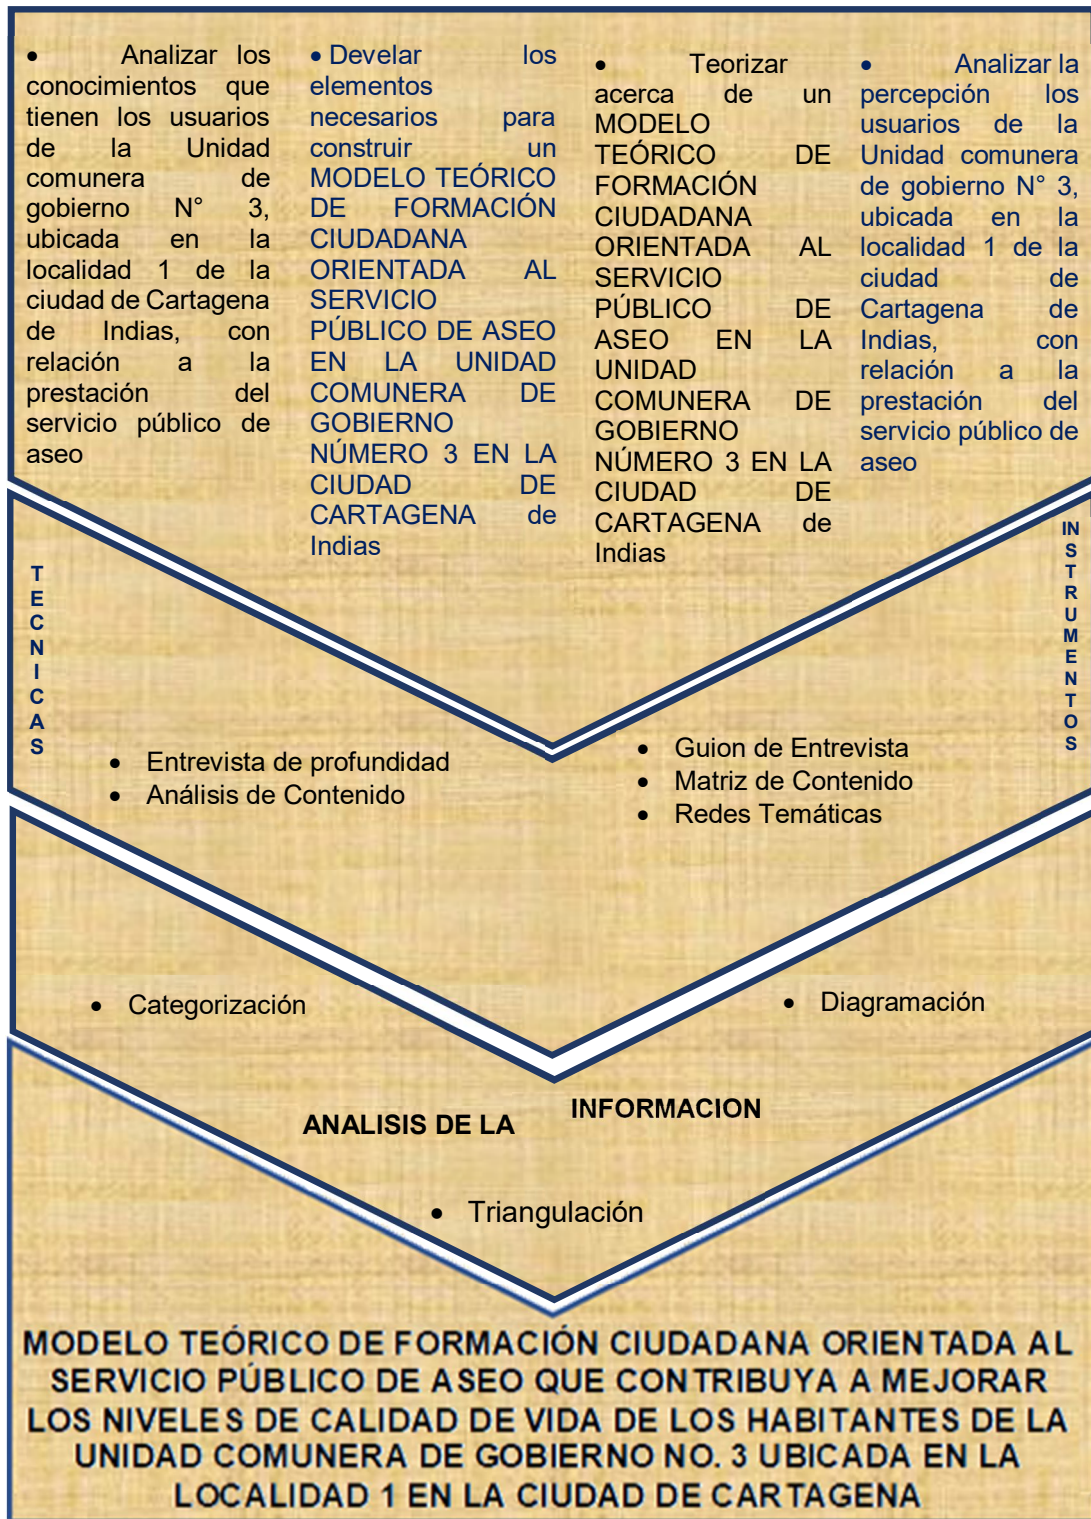 • Analizar los
conocimientos que
tienen los usuarios
de la Unidad
comunera de
gobierno N° 3,
ubicada en la
localidad 1 de la
ciudad de Cartagena
de Indias, con
relación a la
prestación del
servicio público de
aseo
• Develar los
elementos
necesarios para
construir un
MODELO TEÓRICO
DE FORMACIÓN
CIUDADANA
ORIENTADA AL
SERVICIO
PÚBLICO DE ASEO
EN LA UNIDAD
COMUNERA DE
GOBIERNO
NÚMERO 3 EN LA
CIUDAD DE
CARTAGENA de
Indias
• Teorizar
acerca de un
MODELO
TEÓRICO DE
FORMACIÓN
CIUDADANA
ORIENTADA AL
SERVICIO
PÚBLICO DE
ASEO EN LA
UNIDAD
COMUNERA DE
GOBIERNO
NÚMERO 3 EN LA
CIUDAD DE
CARTAGENA de
Indias
• Analizar la
percepción los
usuarios de la
Unidad comunera
de gobierno N° 3,
ubicada en la
localidad 1 de la
ciudad de
Cartagena de
Indias, con
relación a la
prestación del
servicio público de
aseo
T
E
C
N
I
C
A
S
IN
S
T
R
U
M
E
N
T
O
S
• Entrevista de profundidad
• Análisis de Contenido
• Guion de Entrevista
• Matriz de Contenido
• Redes Temáticas
• Categorización
• Diagramación
ANALISIS DE LA INFORMACION
• Triangulación
MODELO TEÓRICO DE FORMACIÓN CIUDADANA ORIENTADA AL
SERVICIO PÚBLICO DE ASEO QUE CONTRIBUYA A MEJORAR
LOS NIVELES DE CALIDAD DE VIDA DE LOS HABITANTES DE LA
UNIDAD COMUNERA DE GOBIERNO NO. 3 UBICADA EN LA
LOCALIDAD 1 EN LA CIUDAD DE CARTAGENA